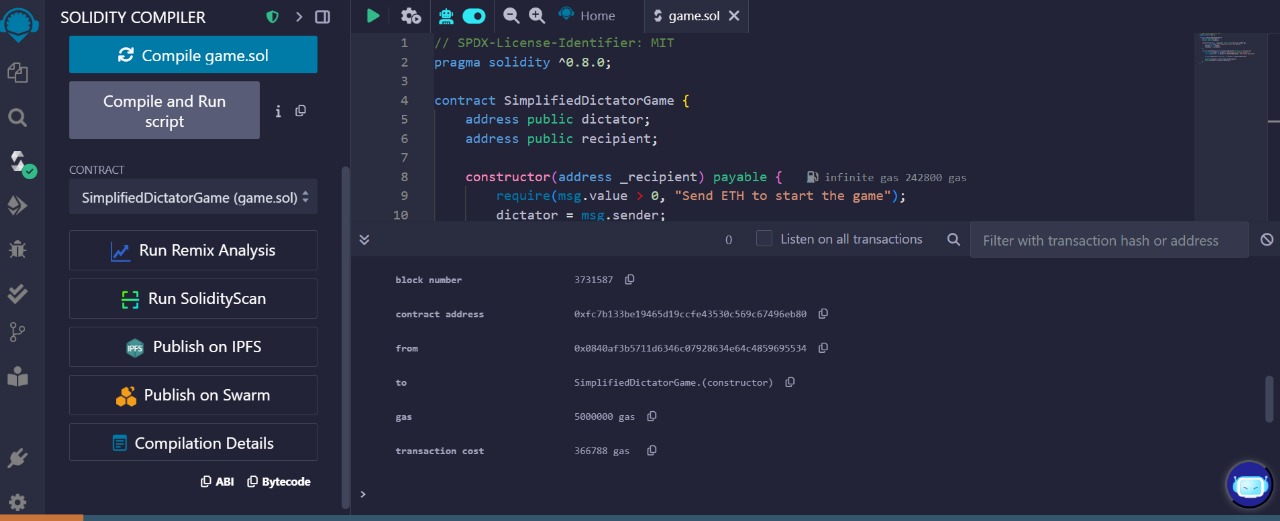 SOLIDITY COMPILER
Compile game.sol
Compile and Run
script
i
CONTRACT
SimplifiedDictatorGame (game.sol)
Run Remix Analysis
Run SolidityScan
IPFS Publish on IPFS
Publish on Swarm
Compilation Details
ABI Bytecode
Home game.sol
1 // SPDX-License-Identifier: MIT
2 pragma solidity ^0.8.0;
3
4 contract SimplifiedDictatorGame {
5 address public dictator;
6 address public recipient;
7
8 constructor(address _recipient) payable { infinite gas 242800 gas
9 require(msg.value > 0, "Send ETH to start the game");
10 dictator = msg.sender;
0 Listen on all transactions Filter with transaction hash or address
block number 3731587
contract address 0xfc7b133be19465d19ccfe43530c569c67496eb80
from 0x0840af3b5711d6346c07928634e64c4859695534
to SimplifiedDictatorGame.(constructor)
gas 5000000 gas
transaction cost 366788 gas
>